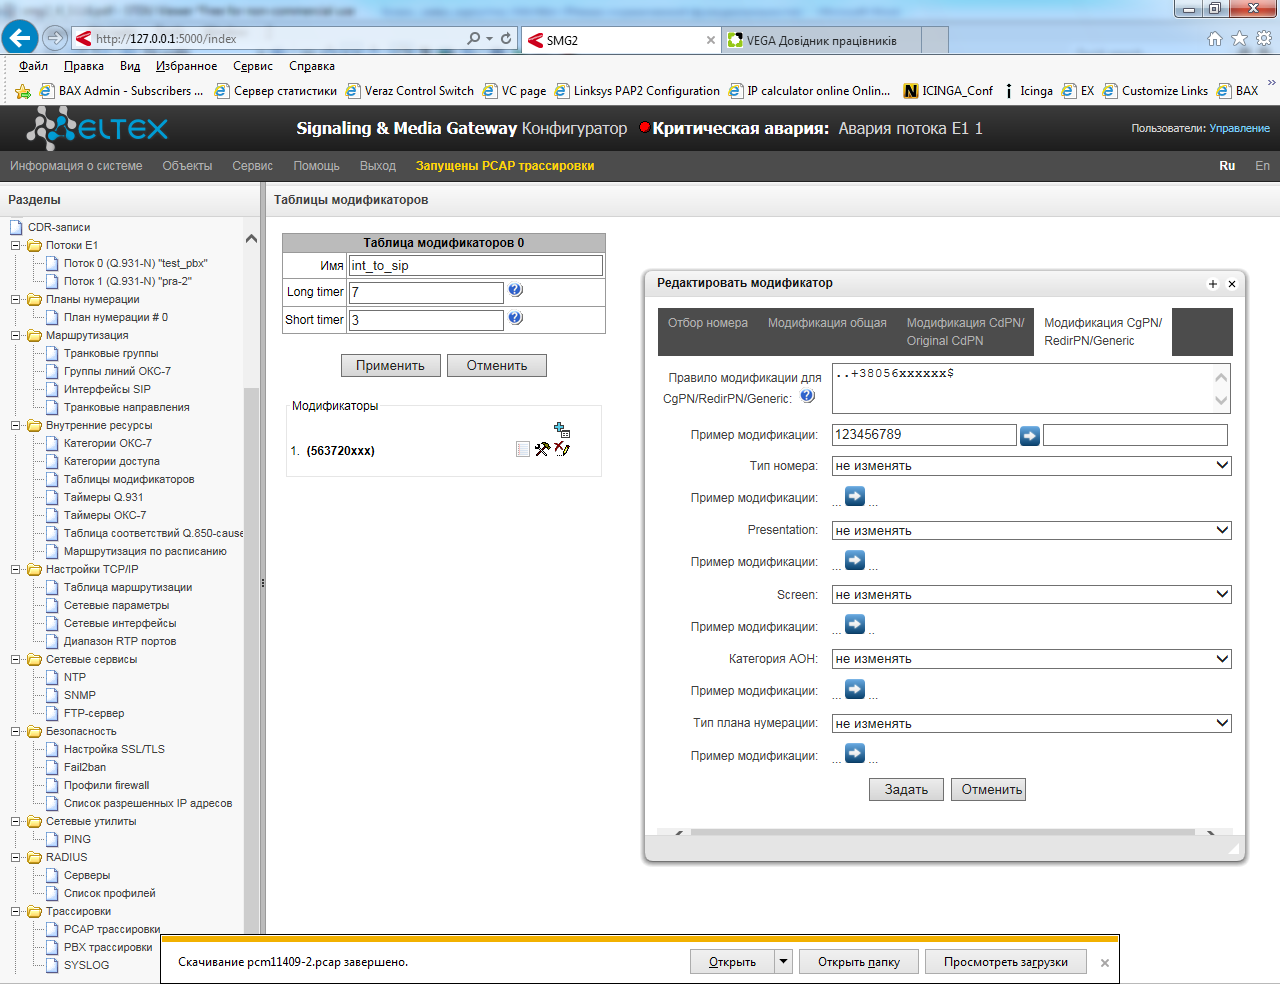 http://127.0.0.1:5000/index
SMG2
VEGA Довідник працівників
Файл Правка Вид Избранное Сервис Справка
BAX Admin - Subscribers ... Сервер статистики Veraz Control Switch VC page Linksys PAP2 Configuration IP calculator online Onlin... ICINGA_Conf Icinga EX Customize Links BAX
ELTEX Signaling & Media Gateway Конфигуратор Критическая авария: Авария потока E1 1 Пользователи: Управление
Информация о системе Объекты Сервис Помощь Выход Запущены PCAP трассировки Ru En
Разделы
CDR-записи
Потоки E1
Поток 0 (Q.931-N) "test_pbx"
Поток 1 (Q.931-N) "pra-2"
Планы нумерации
План нумерации # 0
Маршрутизация
Транковые группы
Группы линий ОКС-7
Интерфейсы SIP
Транковые направления
Внутренние ресурсы
Категории ОКС-7
Категории доступа
Таблицы модификаторов
Таймеры Q.931
Таймеры ОКС-7
Таблица соответствий Q.850-cause
Маршрутизация по расписанию
Настройки TCP/IP
Таблица маршрутизации
Сетевые параметры
Сетевые интерфейсы
Диапазон RTP портов
Сетевые сервисы
NTP
SNMP
FTP-сервер
Безопасность
Настройка SSL/TLS
Fail2ban
Профили firewall
Список разрешенных IP адресов
Сетевые утилиты
PING
RADIUS
Серверы
Список профилей
Трассировки
PCAP трассировки
PBX трассировки
SYSLOG
Таблицы модификаторов
Таблица модификаторов 0
Имя int_to_sip
Long timer 7
Short timer 3
Применить Отменить
Модификаторы
1. (563720xxx)
Редактировать модификатор
Отбор номера Модификация общая Модификация CdPN/ Модификация CgPN/
Original CdPN RedirPN/Generic
Правило модификации для ..+38056xxxxxx$
CgPN/RedirPN/Generic:
Пример модификации: 123456789
Тип номера: не изменять
Пример модификации: ... ...
Presentation: не изменять
Пример модификации: ... ...
Screen: не изменять
Пример модификации: ... ..
Категория АОН: не изменять
Пример модификации: ... ...
Тип плана нумерации: не изменять
Пример модификации: ... ...
Задать Отменить
Скачивание pcm11409-2.pcap завершено. Открыть Открыть папку Просмотреть загрузки